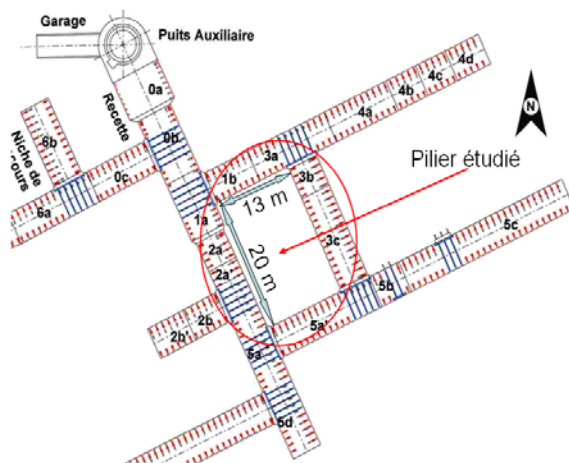 Garage
Puits Auxiliaire
0a
Recette
0b
4d
4c
4b
4a
N
6b
Niche de
cours
0c
6a
3a
1b
3b
Pilier étudié
13 m
1a
2a
2a'
20 m
3c
5c
5b
2b
2b'
5a'
5a
5d